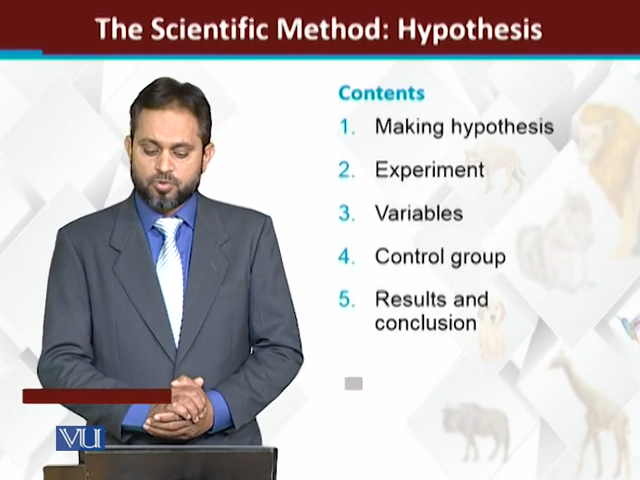 The Scientific Method: Hypothesis
Contents
1. Making hypothesis
2. Experiment
3. Variables
4. Control group
5. Results and
conclusion
VU